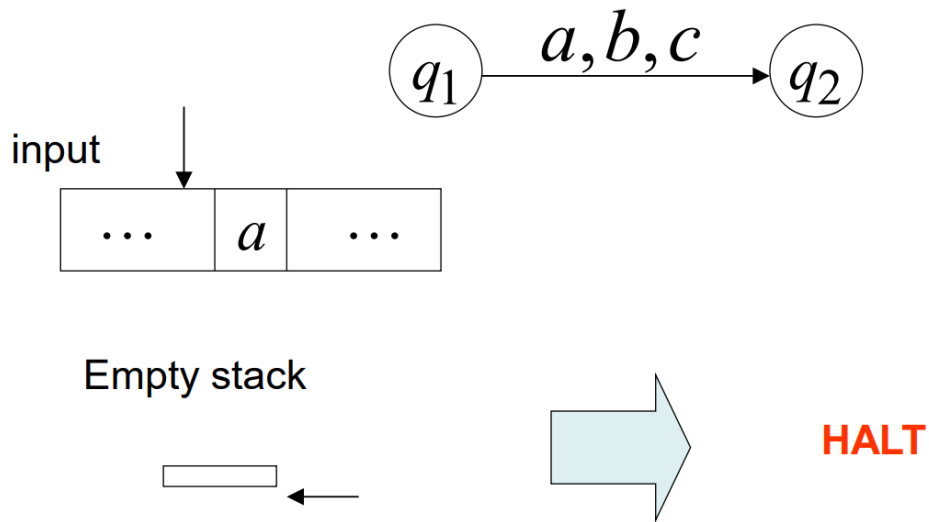 a, b, c
q₁ q₂
input
... a ...
Empty stack
HALT